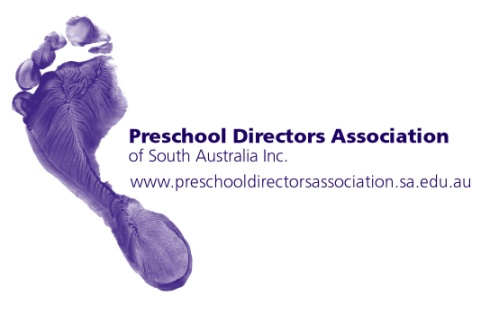 Preschool Directors Association
of South Australia Inc.
www.preschooldirectorsassociation.sa.edu.au